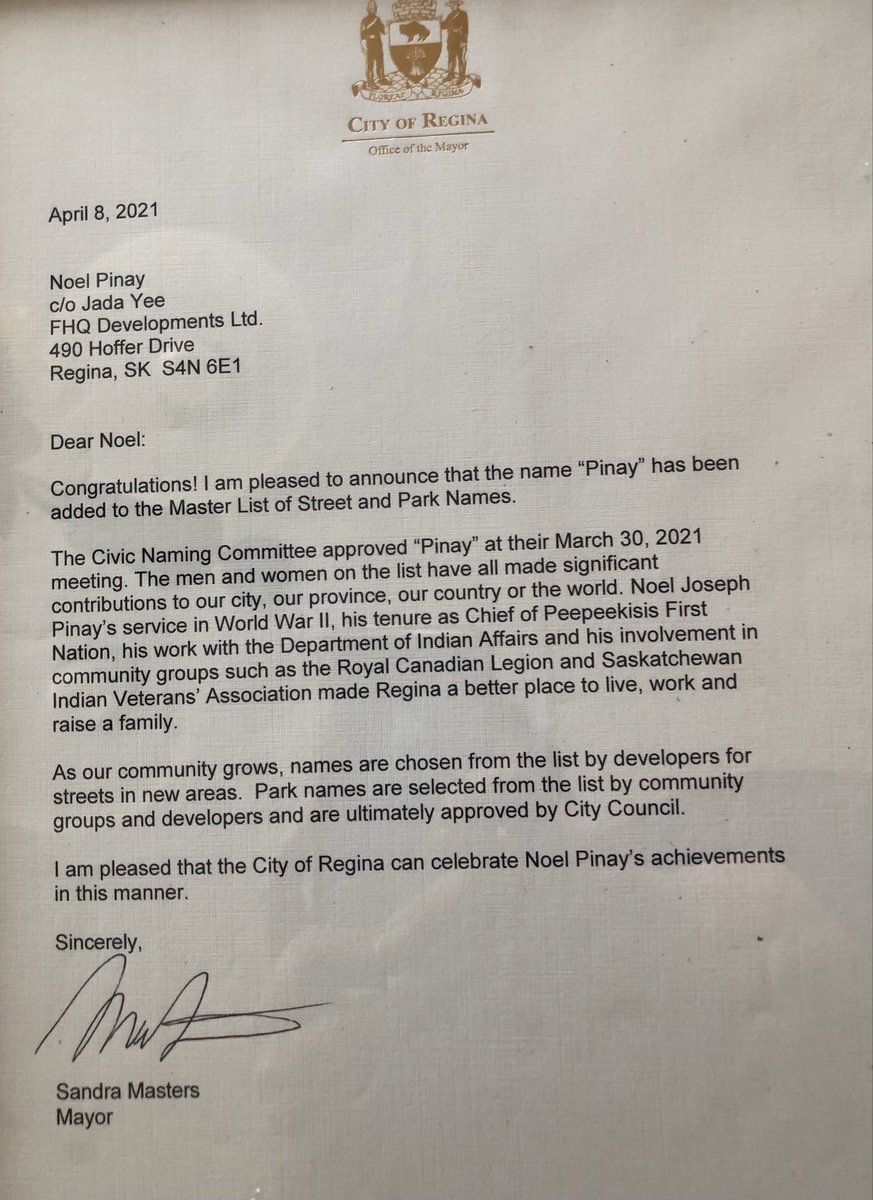 FLOREAT REGINA
CITY OF REGINA
Office of the Mayor
April 8, 2021
Noel Pinay
c/o Jada Yee
FHQ Developments Ltd.
490 Hoffer Drive
Regina, SK  S4N 6E1
Dear Noel:
Congratulations! I am pleased to announce that the name “Pinay” has been
added to the Master List of Street and Park Names.
The Civic Naming Committee approved “Pinay” at their March 30, 2021
meeting. The men and women on the list have all made significant
contributions to our city, our province, our country or the world. Noel Joseph
Pinay’s service in World War II, his tenure as Chief of Peepeekisis First
Nation, his work with the Department of Indian Affairs and his involvement in
community groups such as the Royal Canadian Legion and Saskatchewan
Indian Veterans’ Association made Regina a better place to live, work and
raise a family.
As our community grows, names are chosen from the list by developers for
streets in new areas.  Park names are selected from the list by community
groups and developers and are ultimately approved by City Council.
I am pleased that the City of Regina can celebrate Noel Pinay’s achievements
in this manner.
Sincerely,
Sandra Masters
Mayor